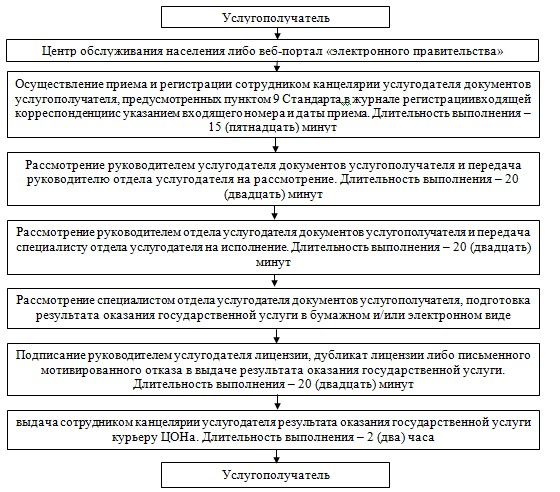 Услугополучатель
Центр обслуживания населения либо веб-портал «электронного правительства»
Осуществление приема и регистрации сотрудником канцелярии услугодателя документов
услугополучателя, предусмотренных пунктом 9 Стандарта,в журнале регистрациивходящей
корреспонденциис указанием входящего номера и даты приема. Длительность выполнения –
15 (пятнадцать) минут
Рассмотрение руководителем услугодателя документов услугополучателя и передача
руководителю отдела услугодателя на рассмотрение. Длительность выполнения – 20
(двадцать) минут
Рассмотрение руководителем отдела услугодателя документов услугополучателя и передача
специалисту отдела услугодателя на исполнение. Длительность выполнения – 20 (двадцать)
минут
Рассмотрение специалистом отдела услугодателя документов услугополучателя, подготовка
результата оказания государственной услуги в бумажном и/или электронном виде
Подписание руководителем услугодателя лицензии, дубликат лицензии либо письменного
мотивированного отказа в выдаче результата оказания государственной услуги.
Длительность выполнения – 20 (двадцать) минут
выдача сотрудником канцелярии услугодателя результата оказания государственной услуги
курьеру ЦОНа. Длительность выполнения – 2 (два) часа
Услугополучатель